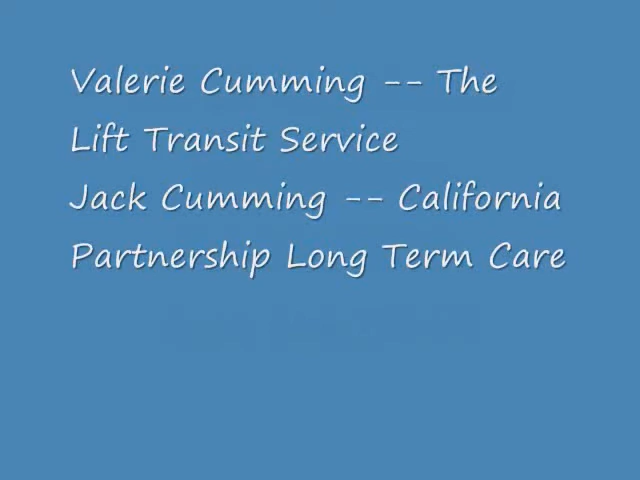 Valerie Cumming -- The
Lift Transit Service
Jack Cumming -- California
Partnership Long Term Care